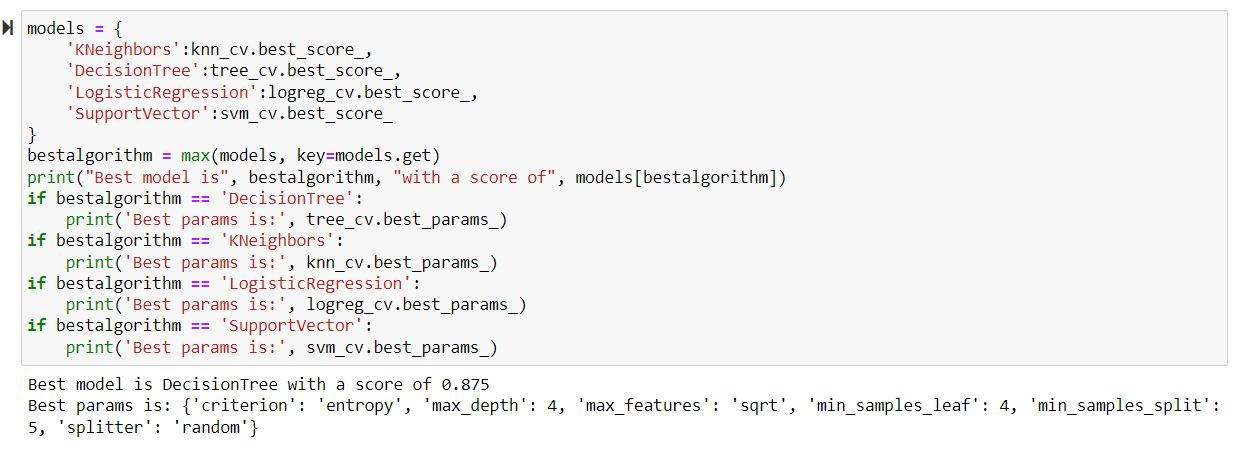 models = {
    'KNeighbors':knn_cv.best_score_,
    'DecisionTree':tree_cv.best_score_,
    'LogisticRegression':logreg_cv.best_score_,
    'SupportVector':svm_cv.best_score_
}
bestalgorithm = max(models, key=models.get)
print("Best model is", bestalgorithm, "with a score of", models[bestalgorithm])
if bestalgorithm == 'DecisionTree':
    print('Best params is:', tree_cv.best_params_)
if bestalgorithm == 'KNeighbors':
    print('Best params is:', knn_cv.best_params_)
if bestalgorithm == 'LogisticRegression':
    print('Best params is:', logreg_cv.best_params_)
if bestalgorithm == 'SupportVector':
    print('Best params is:', svm_cv.best_params_)
Best model is DecisionTree with a score of 0.875
Best params is: {'criterion': 'entropy', 'max_depth': 4, 'max_features': 'sqrt', 'min_samples_leaf': 4, 'min_samples_split':
5, 'splitter': 'random'}